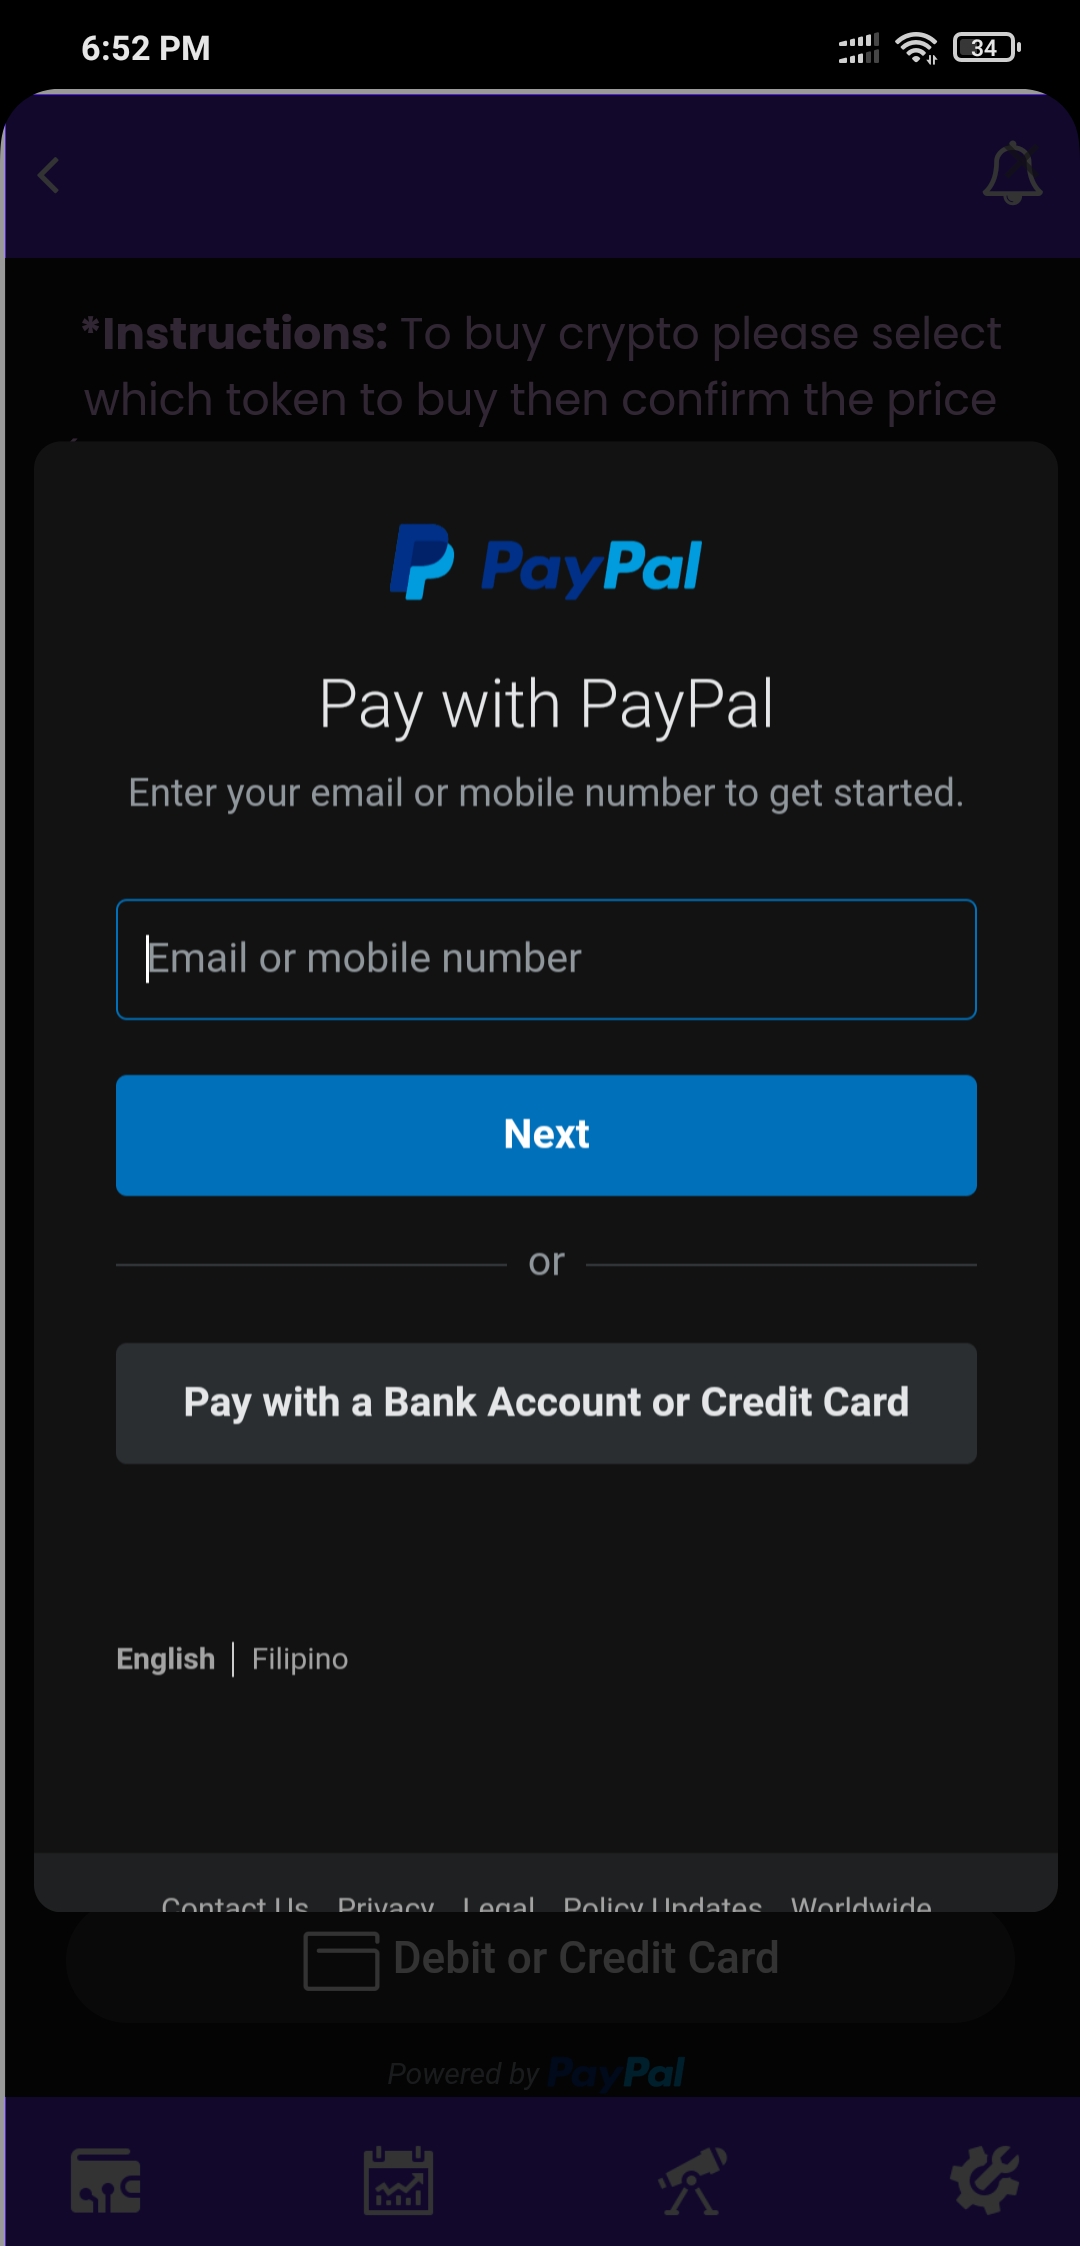 6:52 PM
34
*Instructions: To buy crypto please select
which token to buy then confirm the price
PayPal
Pay with PayPal
Enter your email or mobile number to get started.
Email or mobile number
Next
or
Pay with a Bank Account or Credit Card
English | Filipino
Contact Us Privacy Legal Policy Updates Worldwide
Debit or Credit Card
Powered by PayPal